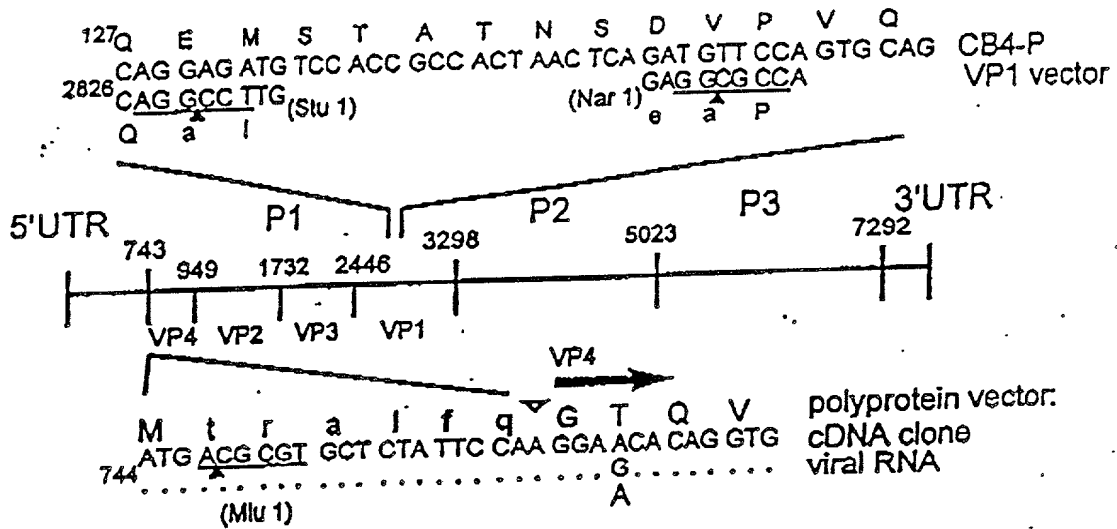 127 Q E M S T A T N S D V P V Q
CAG GAG ATG TCC ACC GCC ACT AAC TCA GAT GTT CCA GTG CAG CB4-P
2826 CAG GCC TTG (Stu 1) (Nar 1) GAG GCG CCA VP1 vector
Q a l e a P
5'UTR P1 P2 P3 3'UTR
743 949 1732 2446 3298 5023 7292
VP4 VP2 VP3 VP1
VP4
M t r a l f q G T Q V polyprotein vector:
744 ATG ACG CGT GCT CTA TTC CAA GGA ACA CAG GTG cDNA clone
G viral RNA
(Mlu 1) A